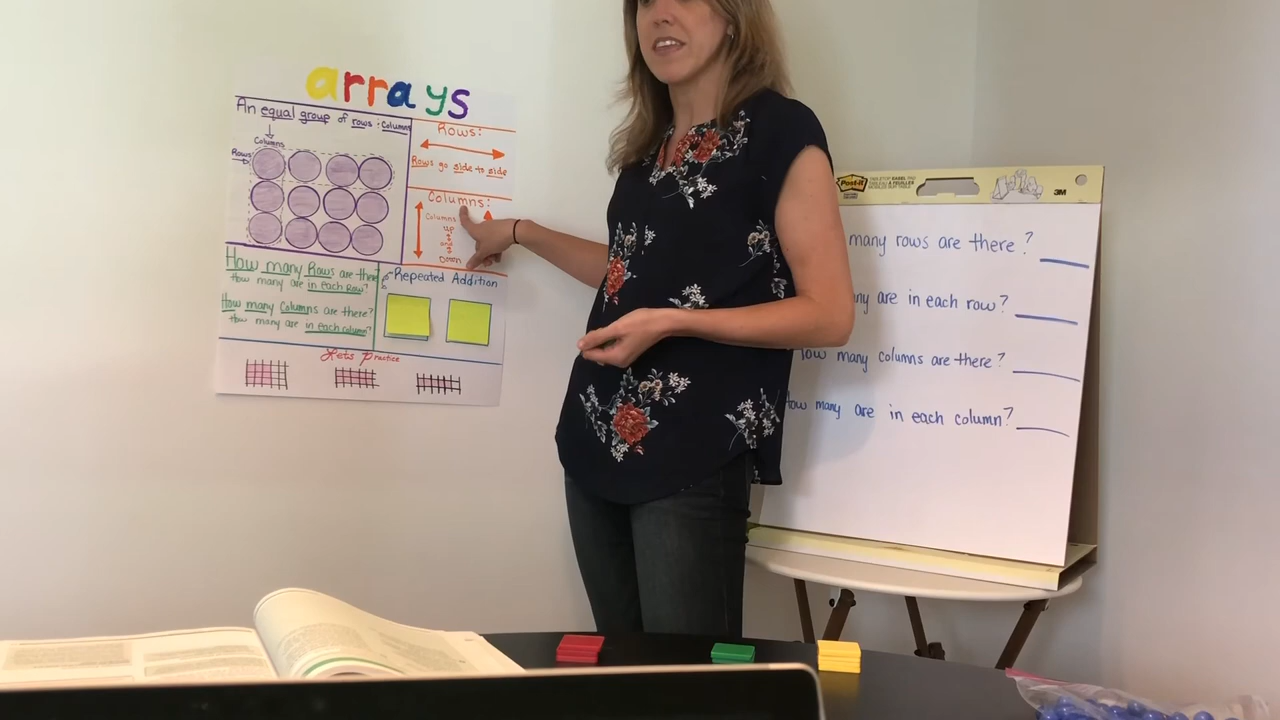 arrays
An equal group of rows & Columns
Columns
Rows
Rows:
Rows go side to side
Columns:
Columns
up
and
Down
How many Rows are there
How many are in each Row?
How many Columns are there?
How many are in each column?
Repeated Addition
Lets Practice
Post-it
3M
many rows are there?
are in each row?
How many columns are there?
How many are in each column?